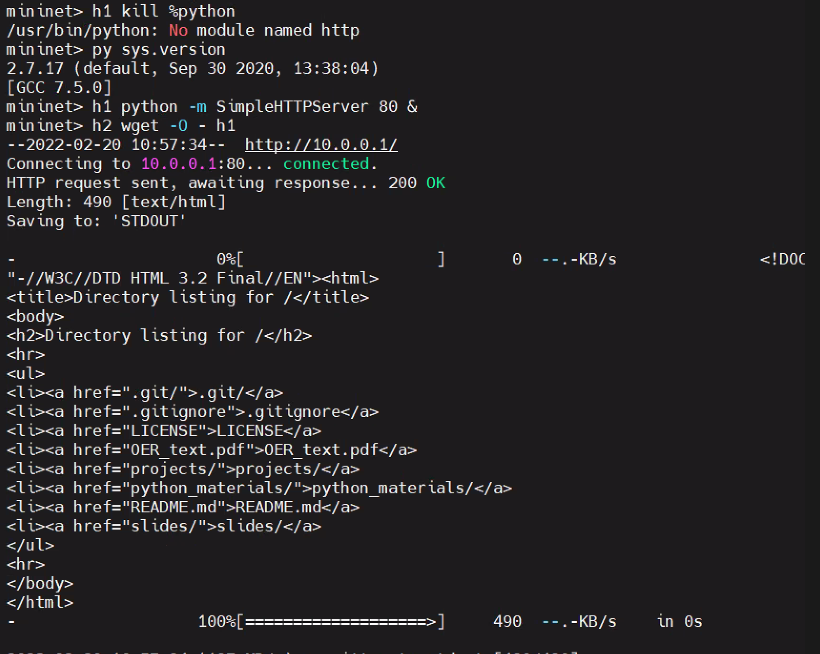 mininet> h1 kill %python
/usr/bin/python: No module named http
mininet> py sys.version
2.7.17 (default, Sep 30 2020, 13:38:04)
[GCC 7.5.0]
mininet> h1 python -m SimpleHTTPServer 80 &
mininet> h2 wget -O - h1
--2022-02-20 10:57:34--  http://10.0.0.1/
Connecting to 10.0.0.1:80... connected.
HTTP request sent, awaiting response... 200 OK
Length: 490 [text/html]
Saving to: 'STDOUT'
-                     0%[                    ]       0  --.-KB/s               <!DOC
"-//W3C//DTD HTML 3.2 Final//EN"><html>
<title>Directory listing for /</title>
<body>
<h2>Directory listing for /</h2>
<hr>
<ul>
<li><a href=".git/">.git/</a>
<li><a href=".gitignore">.gitignore</a>
<li><a href="LICENSE">LICENSE</a>
<li><a href="OER_text.pdf">OER_text.pdf</a>
<li><a href="projects/">projects/</a>
<li><a href="python_materials/">python_materials/</a>
<li><a href="README.md">README.md</a>
<li><a href="slides/">slides/</a>
</ul>
<hr>
</body>
</html>
-                   100%[===================>]     490  --.-KB/s    in 0s